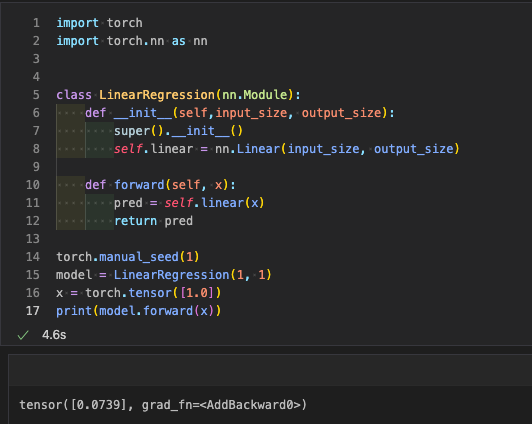 1 import torch
2 import torch.nn as nn
3
4
5 class LinearRegression(nn.Module):
6     def __init__(self,input_size, output_size):
7         super().__init__()
8         self.linear = nn.Linear(input_size, output_size)
9
10     def forward(self, x):
11         pred = self.linear(x)
12         return pred
13
14 torch.manual_seed(1)
15 model = LinearRegression(1, 1)
16 x = torch.tensor([1.0])
17 print(model.forward(x))
✓ 4.6s
tensor([0.0739], grad_fn=<AddBackward0>)